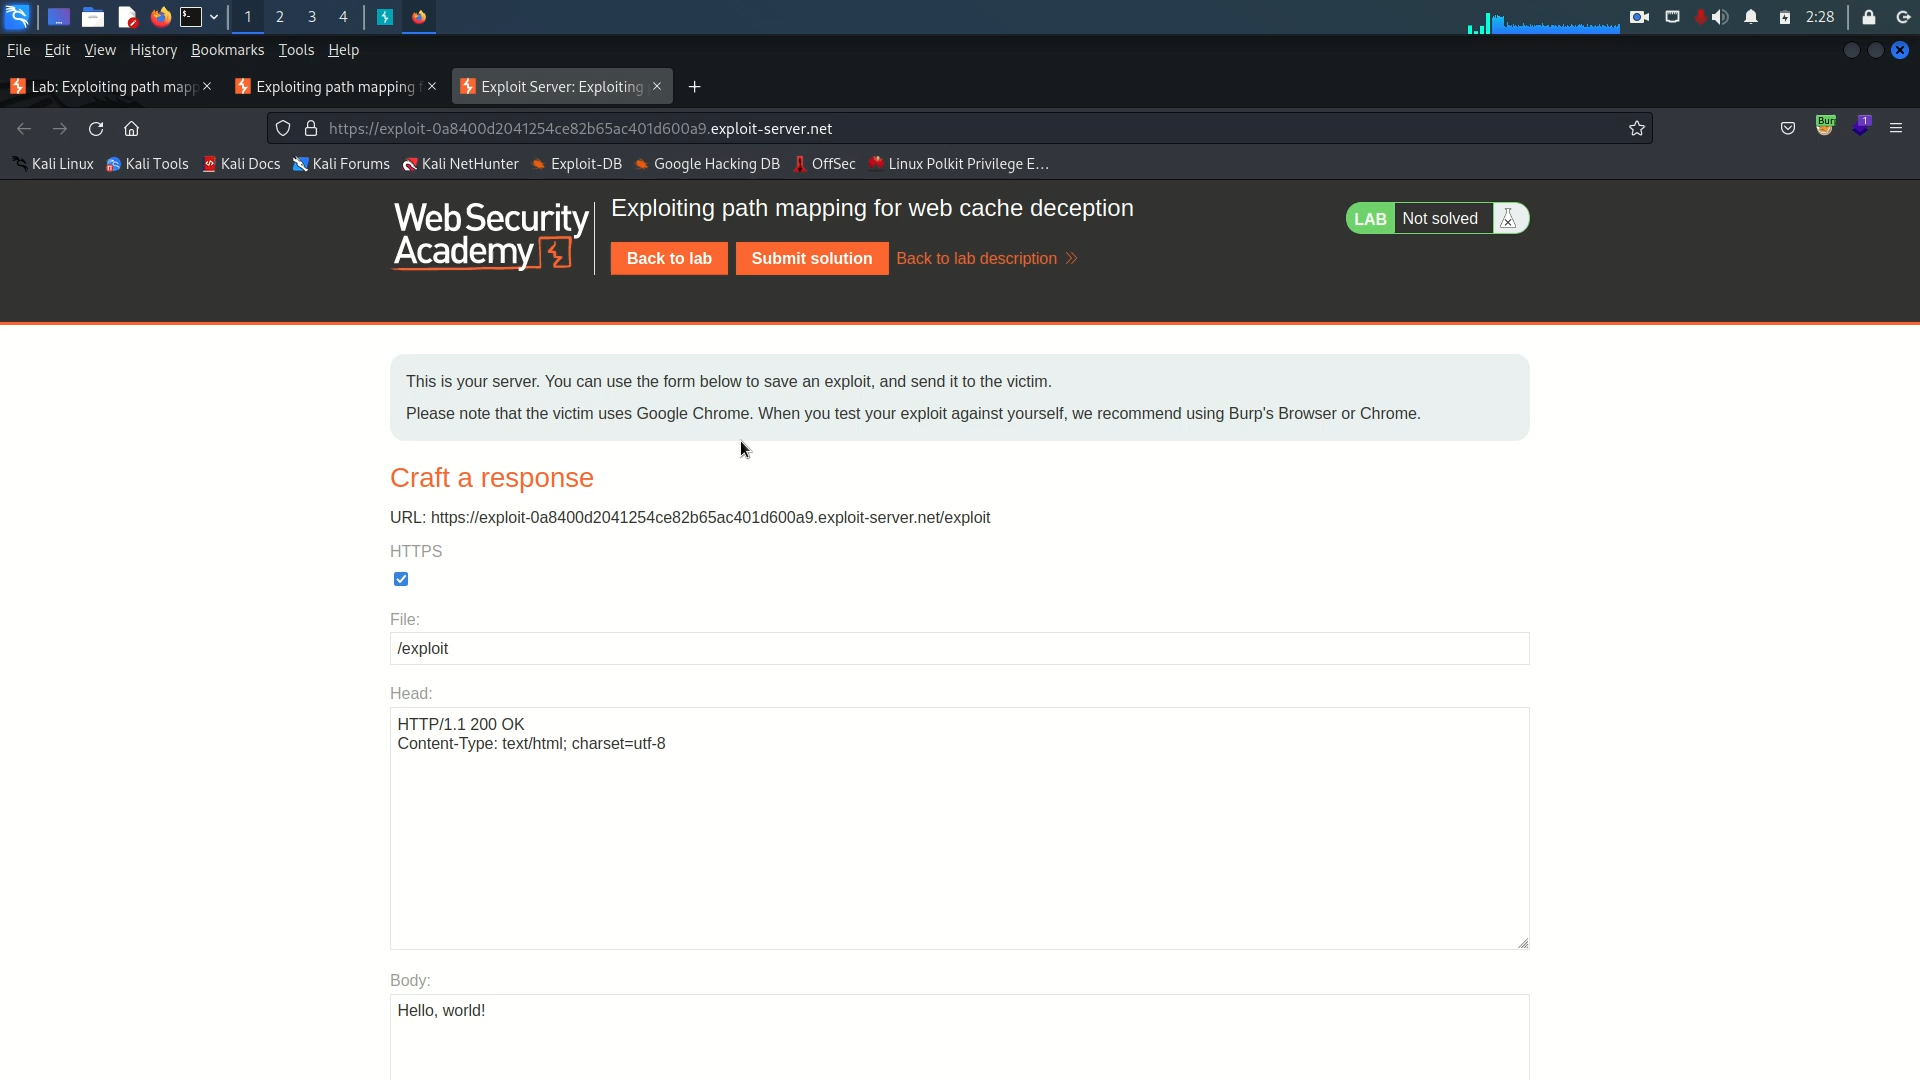 1 2 3 4 2:28
File Edit View History Bookmarks Tools Help
Lab: Exploiting path mapp Exploiting path mapping f Exploit Server: Exploiting
https://exploit-0a8400d2041254ce82b65ac401d600a9.exploit-server.net
Kali Linux Kali Tools Kali Docs Kali Forums Kali NetHunter Exploit-DB Google Hacking DB OffSec Linux Polkit Privilege E…
WebSecurity
Academy
Exploiting path mapping for web cache deception
LAB Not solved
Back to lab Submit solution Back to lab description
This is your server. You can use the form below to save an exploit, and send it to the victim.
Please note that the victim uses Google Chrome. When you test your exploit against yourself, we recommend using Burp's Browser or Chrome.
Craft a response
URL: https://exploit-0a8400d2041254ce82b65ac401d600a9.exploit-server.net/exploit
HTTPS
File:
/exploit
Head:
HTTP/1.1 200 OK
Content-Type: text/html; charset=utf-8
Body:
Hello, world!